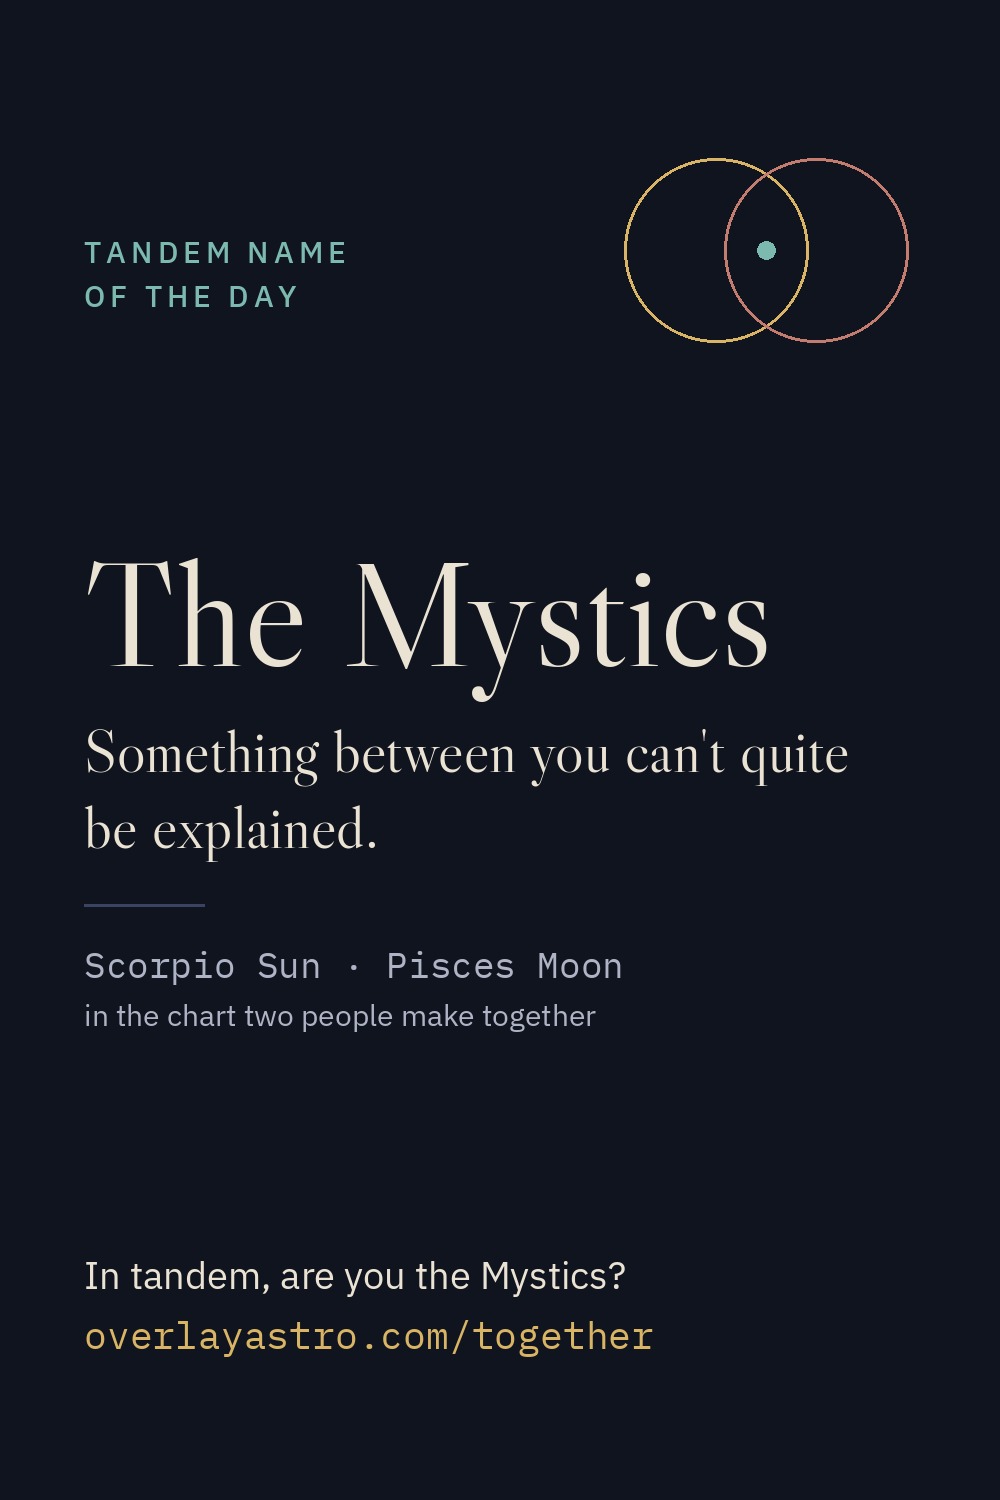 TANDEM NAME
OF THE DAY
The Mystics
Something between you can't quite
be explained.
Scorpio Sun · Pisces Moon
in the chart two people make together
In tandem, are you the Mystics?
overlayastro.com/together